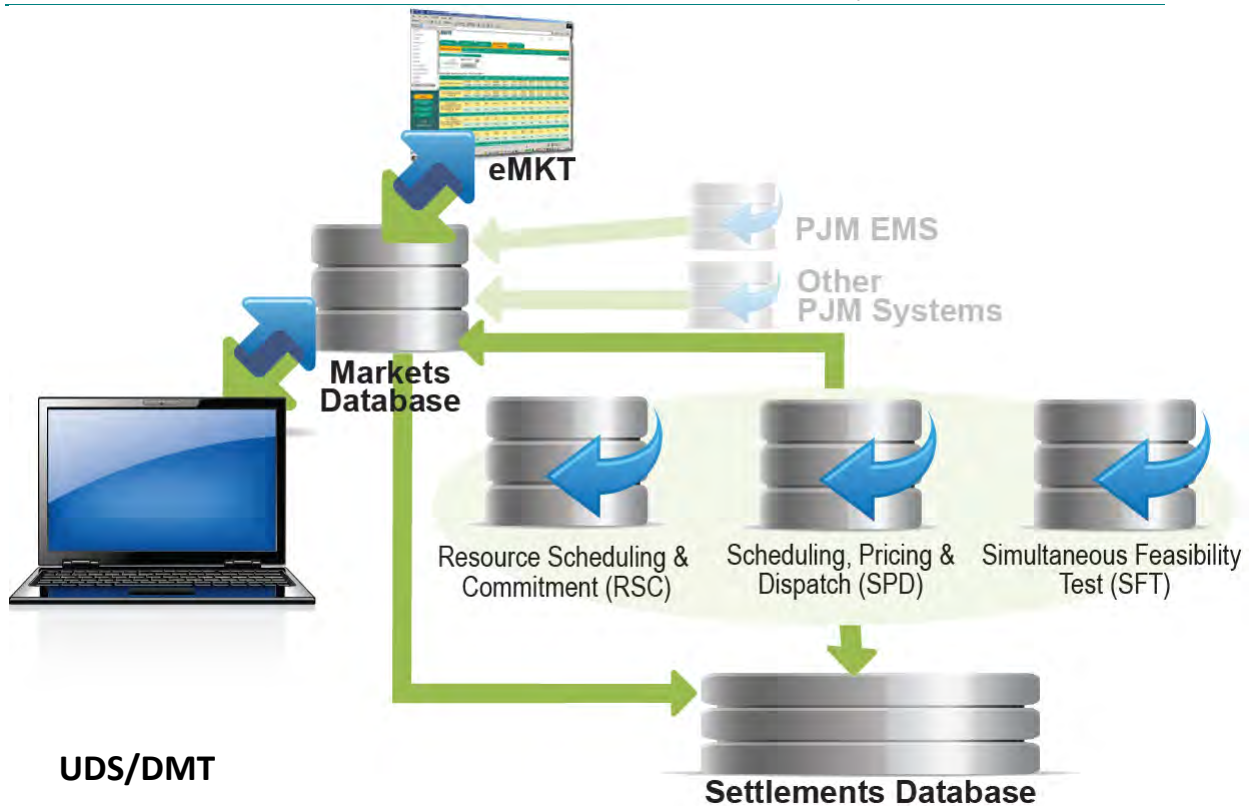 eMKT
PJM EMS
Other
PJM Systems
Markets
Database
Resource Scheduling &
Commitment (RSC)
Scheduling, Pricing &
Dispatch (SPD)
Simultaneous Feasibility
Test (SFT)
UDS/DMT
Settlements Database